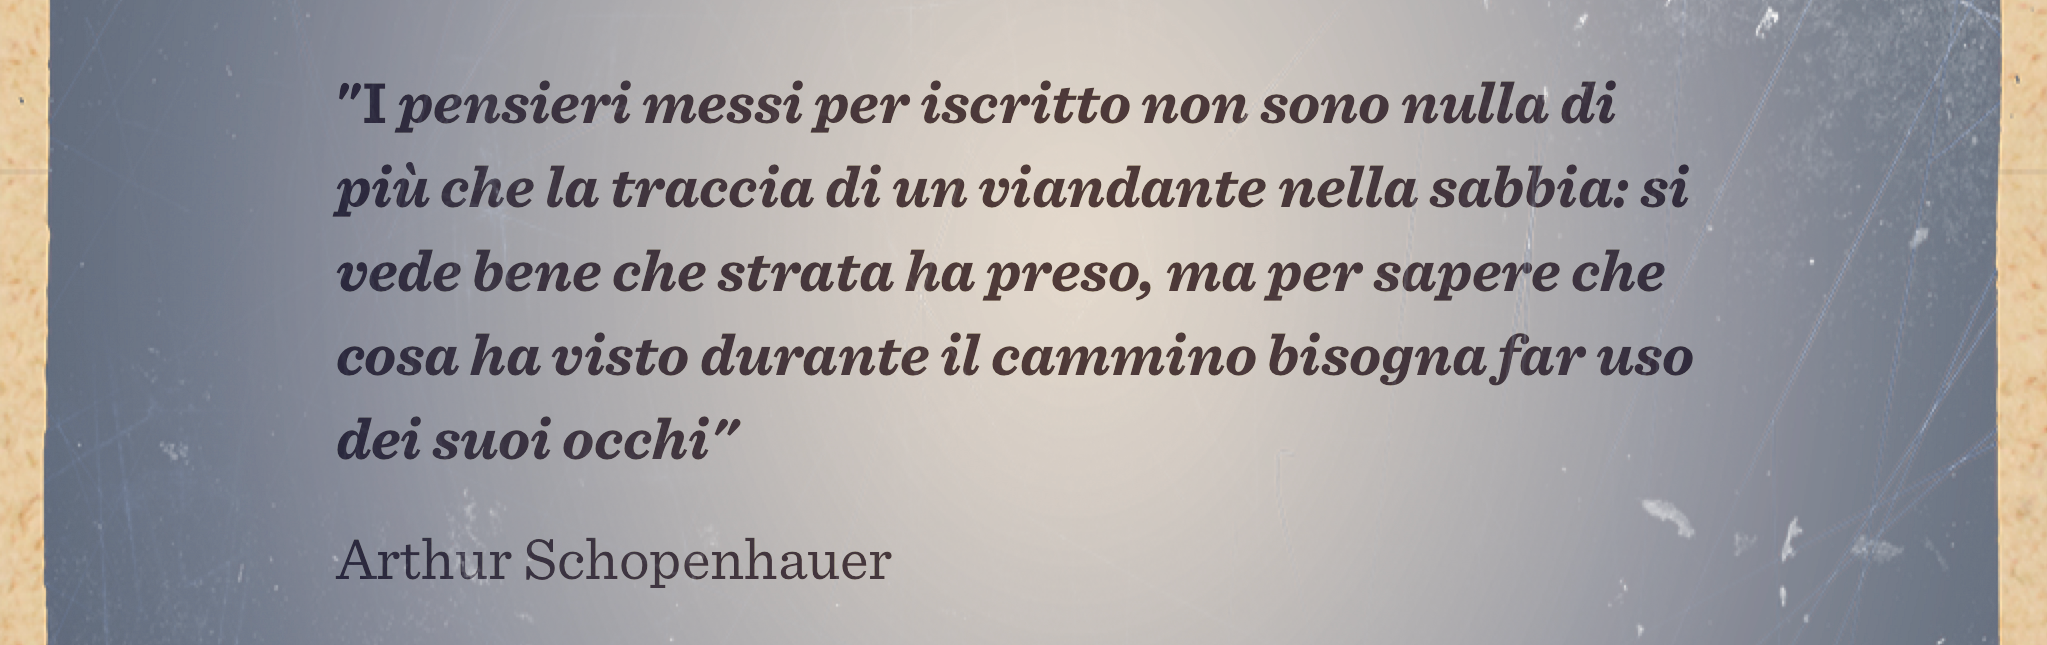 "I pensieri messi per iscritto non sono nulla di
più che la traccia di un viandante nella sabbia: si
vede bene che strata ha preso, ma per sapere che
cosa ha visto durante il cammino bisogna far uso
dei suoi occhi"
Arthur Schopenhauer